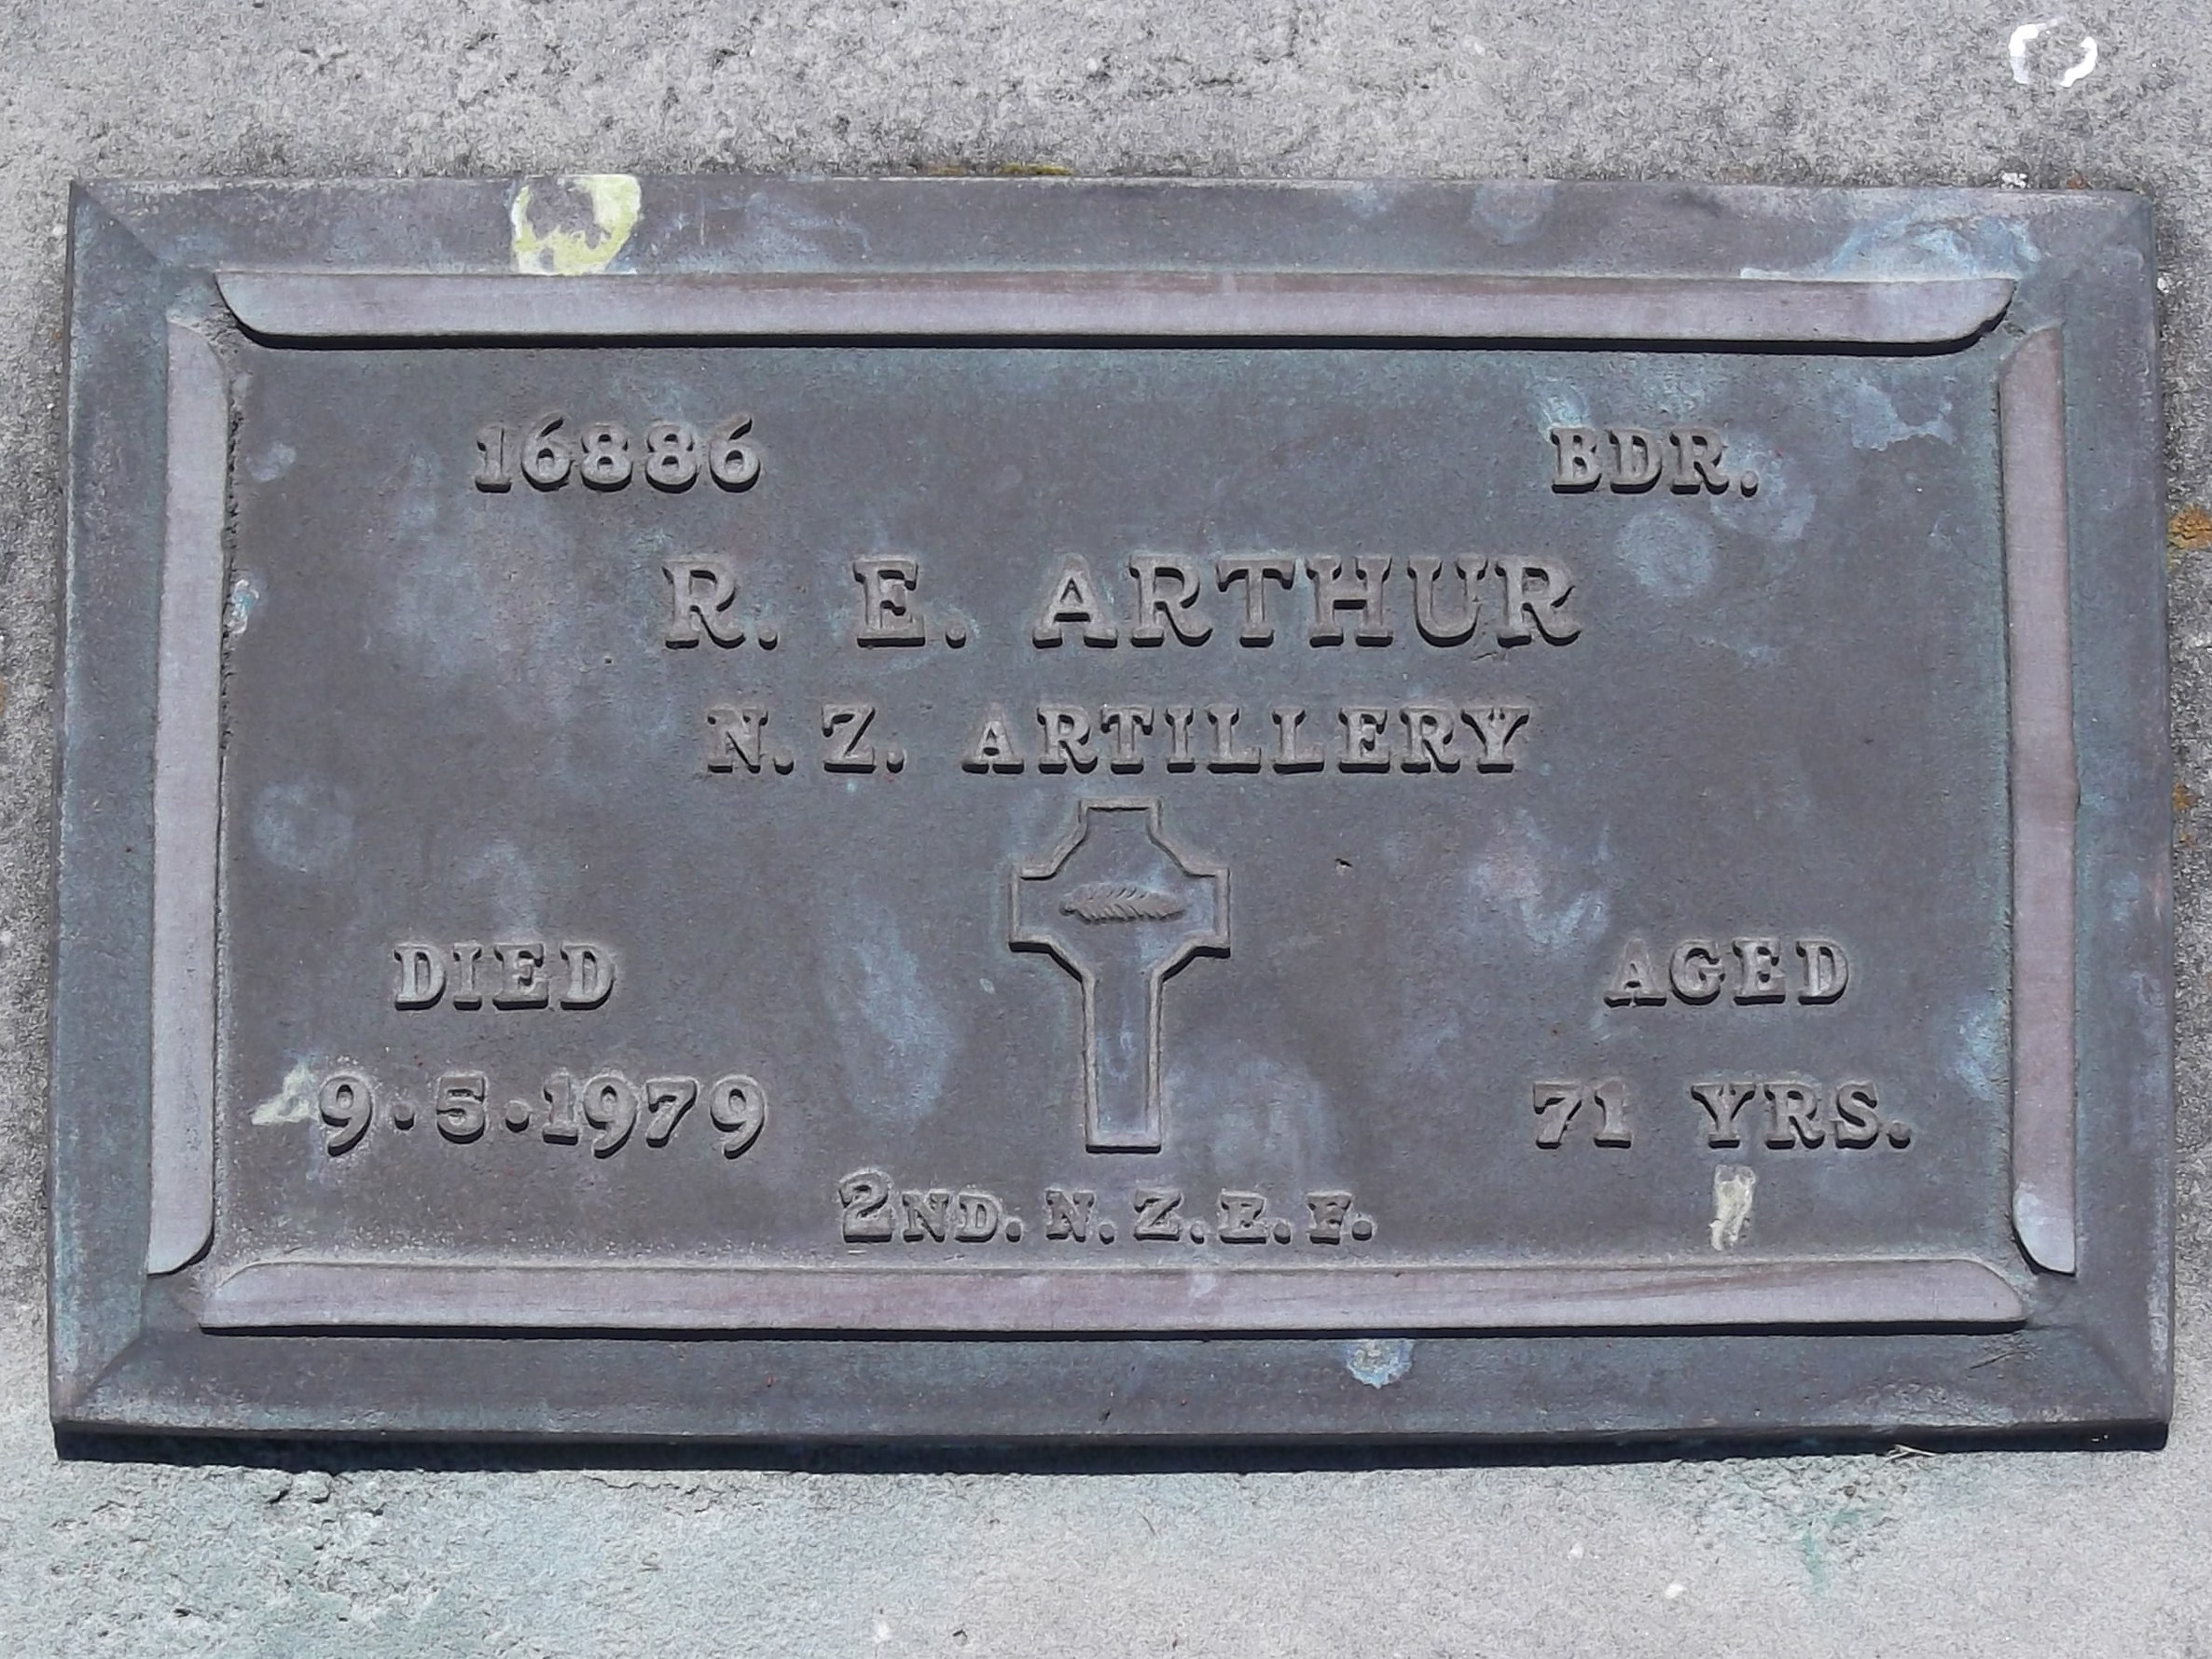 16886 BDR.
R. E. ARTHUR
N.Z. ARTILLERY
DIED AGED
9.5.1979 71 YRS.
2ND. N.Z.E.F.